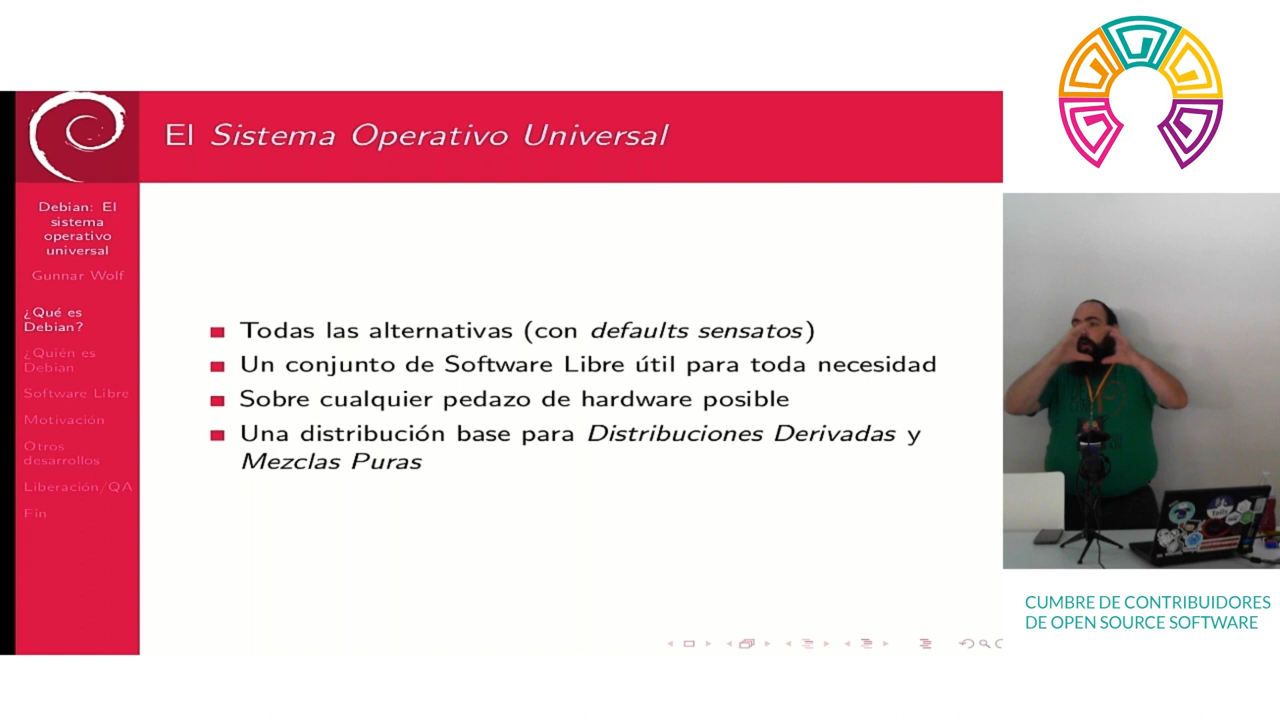 El Sistema Operativo Universal
Debian: El
sistema
operativo
universal
Gunnar Wolf
¿Qué es
Debian?
¿Quién es
Debian
Software Libre
Motivación
Otros
desarrollos
Liberación/QA
Fin
Todas las alternativas (con defaults sensatos)
Un conjunto de Software Libre útil para toda necesidad
Sobre cualquier pedazo de hardware posible
Una distribución base para Distribuciones Derivadas y
Mezclas Puras
Tails
CUMBRE DE CONTRIBUIDORES
DE OPEN SOURCE SOFTWARE